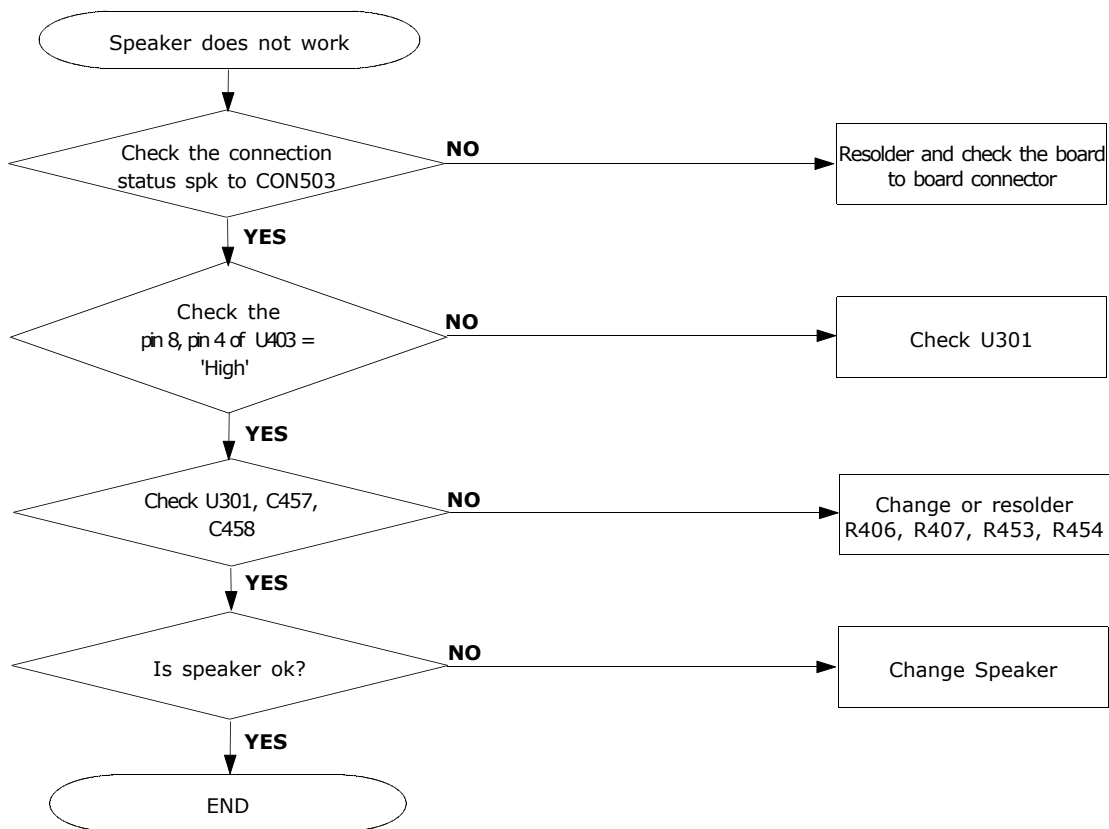 Speaker does not work
Check the connection
status spk to CON503
NO
Resolder and check the board
to board connector
YES
Check the
pin 8, pin 4 of U403 =
'High'
NO
Check U301
YES
Check U301, C457,
C458
NO
Change or resolder
R406, R407, R453, R454
YES
Is speaker ok?
NO
Change Speaker
YES
END